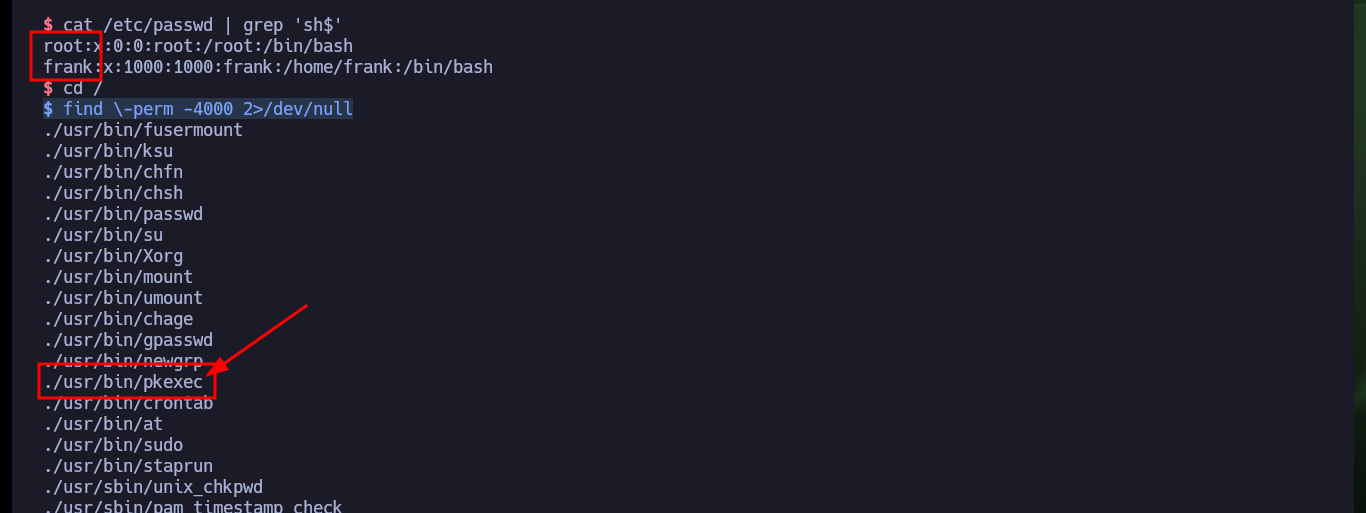 $ cat /etc/passwd | grep 'sh$'
root:x:0:0:root:/root:/bin/bash
frank:x:1000:1000:frank:/home/frank:/bin/bash
$ cd /
$ find \-perm -4000 2>/dev/null
./usr/bin/fusermount
./usr/bin/ksu
./usr/bin/chfn
./usr/bin/chsh
./usr/bin/passwd
./usr/bin/su
./usr/bin/Xorg
./usr/bin/mount
./usr/bin/umount
./usr/bin/chage
./usr/bin/gpasswd
./usr/bin/newgrp
./usr/bin/pkexec
./usr/bin/crontab
./usr/bin/at
./usr/bin/sudo
./usr/bin/staprun
./usr/sbin/unix_chkpwd
./usr/sbin/pam_timestamp_check